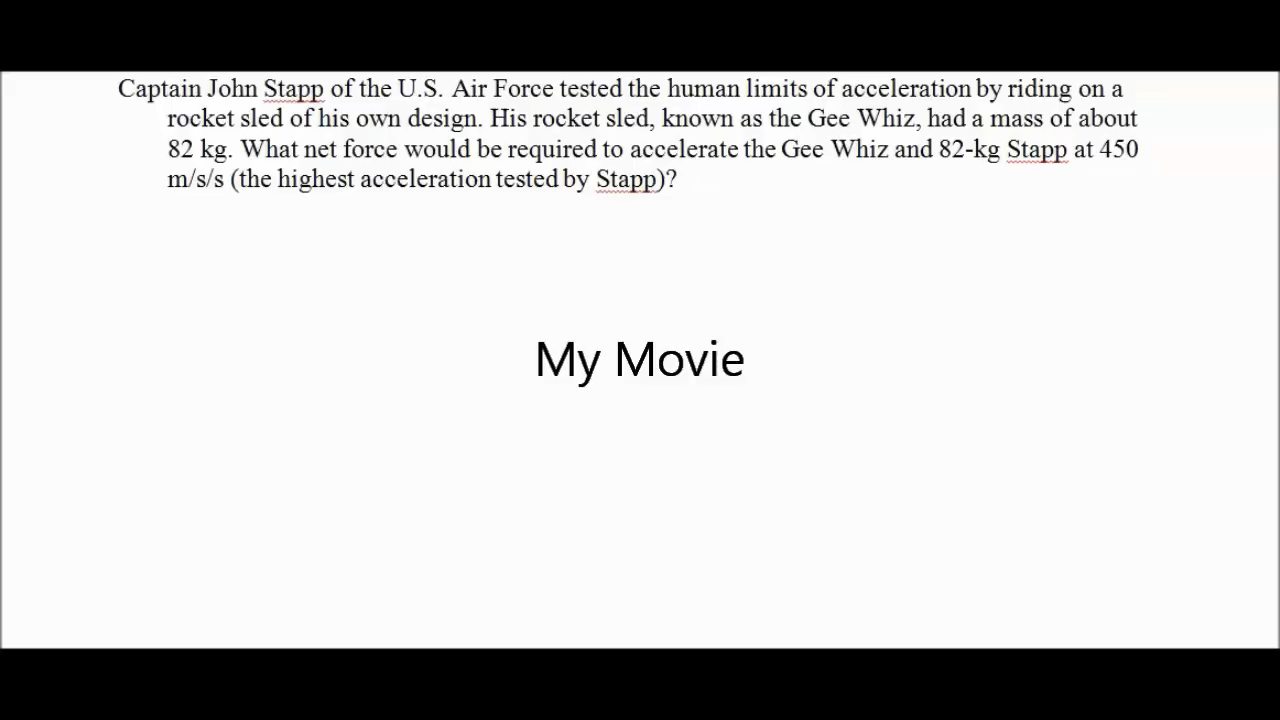 Captain John Stapp of the U.S. Air Force tested the human limits of acceleration by riding on a
rocket sled of his own design. His rocket sled, known as the Gee Whiz, had a mass of about
82 kg. What net force would be required to accelerate the Gee Whiz and 82-kg Stapp at 450
m/s/s (the highest acceleration tested by Stapp)?
My Movie